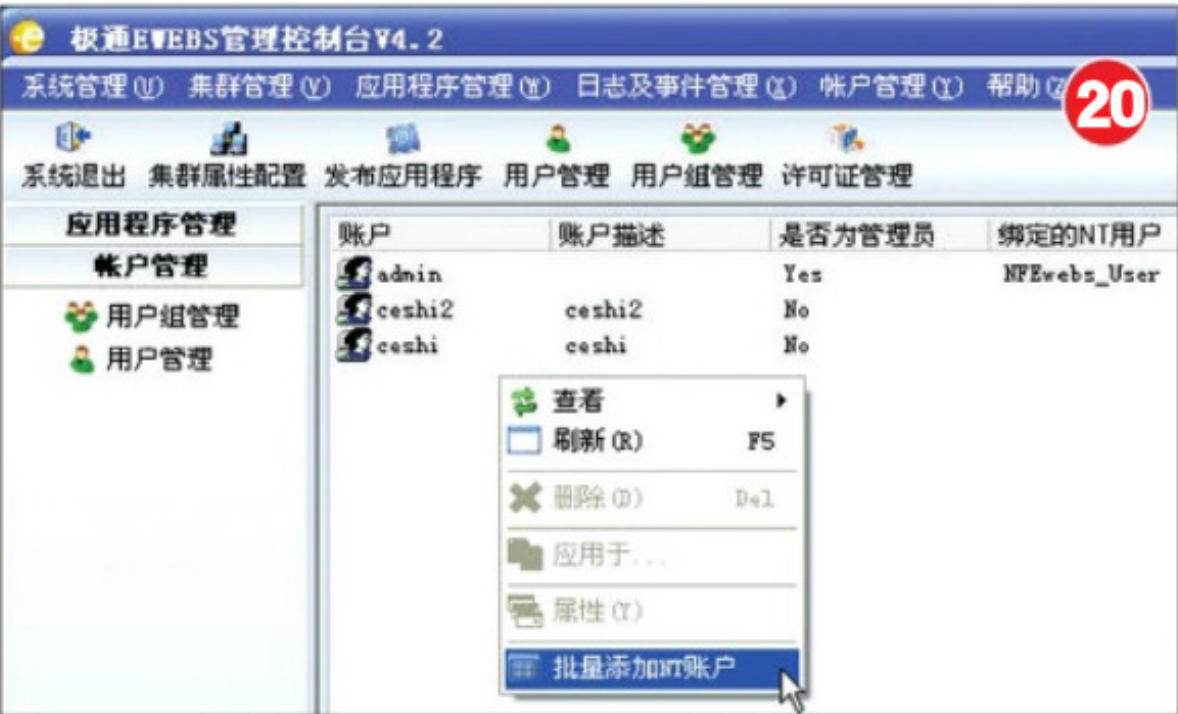 极通EWEBS管理控制台V4.2
系统管理(U) 集群管理(V) 应用程序管理(W) 日志及事件管理(X) 帐户管理(Y) 帮助(Z
20
系统退出 集群属性配置 发布应用程序 用户管理 用户组管理 许可证管理
应用程序管理
帐户管理
用户组管理
用户管理
账户 账户描述 是否为管理员 绑定的NT用户
admin Yes NFEwebs_User
ceshi2 ceshi2 No
ceshi ceshi No
查看
刷新(R) F5
删除(D) Del
应用于...
属性(Y)
批量添加NT账户